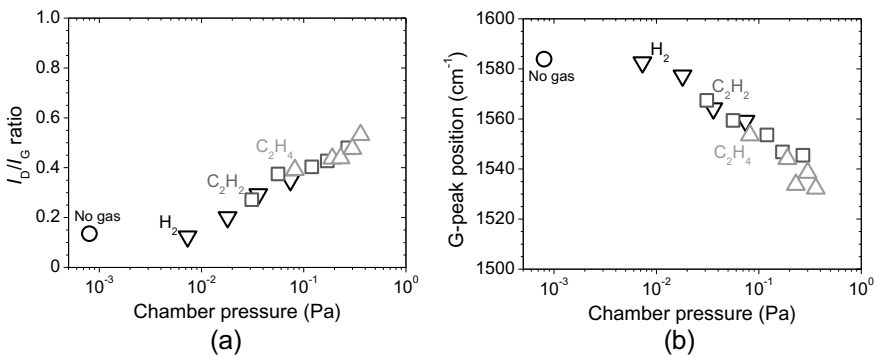 1.0
0.8
0.6
0.4
0.2
0
I_D/I_G ratio
C₂H₄
C₂H₂
H₂
No gas
10⁻³ 10⁻² 10⁻¹ 10⁰
Chamber pressure (Pa)
(a)
1600
1580
1560
1540
1520
1500
G-peak position (cm⁻¹)
H₂
No gas
C₂H₂
C₂H₄
10⁻³ 10⁻² 10⁻¹ 10⁰
Chamber pressure (Pa)
(b)